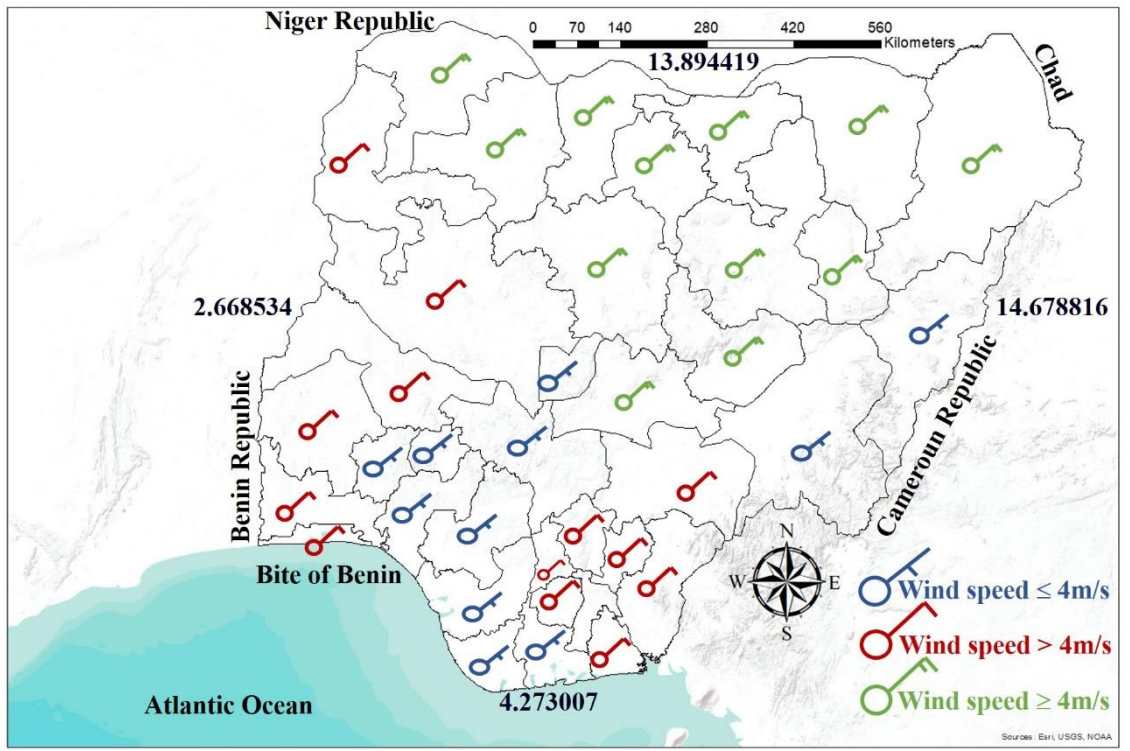 Niger Republic
0 70 140 280 420 560
Kilometers
13.894419
Chad
2.668534
14.678816
Benin Republic
Cameroun Republic
N
W E
S
Bite of Benin
Wind speed ≤ 4m/s
Wind speed > 4m/s
Wind speed ≥ 4m/s
4.273007
Atlantic Ocean
Sources: Esri, USGS, NOAA